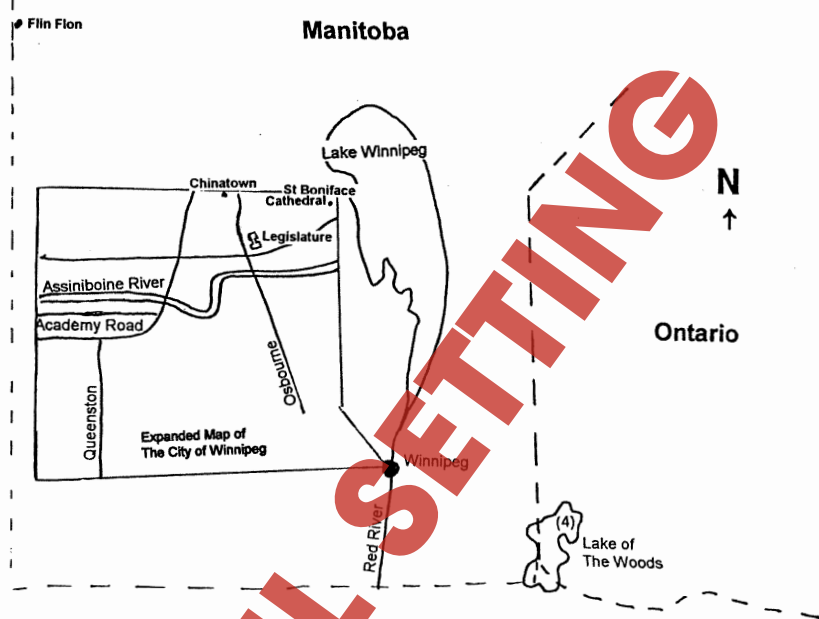 Flin Flon
Manitoba
Lake Winnipeg
Chinatown
St Boniface
Cathedral
N
Legislature
Assiniboine River
Academy Road
Ontario
Osbourne
Queenston
Expanded Map of
The City of Winnipeg
Winnipeg
Red River
(4)
Lake of
The Woods
L SETTING